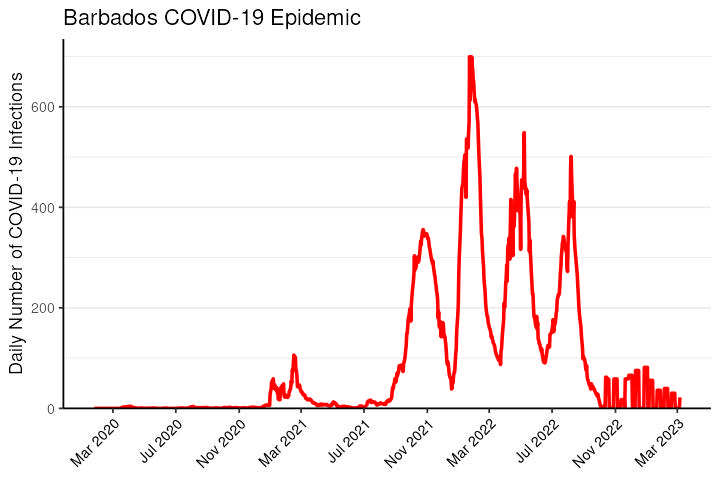 Barbados COVID-19 Epidemic
Daily Number of COVID-19 Infections
600
400
200
0
Mar 2020
Jul 2020
Nov 2020
Mar 2021
Jul 2021
Nov 2021
Mar 2022
Jul 2022
Nov 2022
Mar 2023